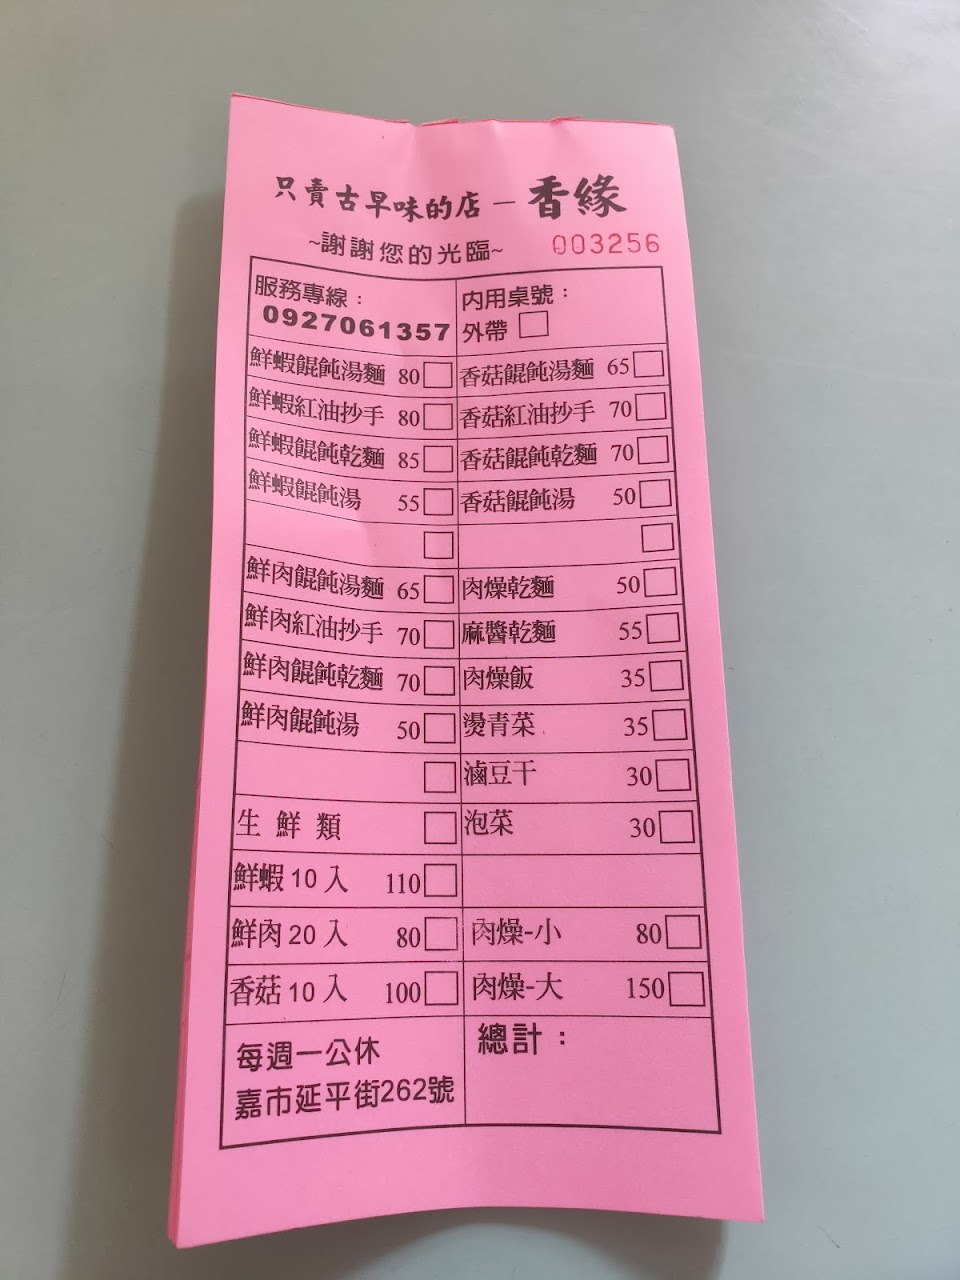 只賣古早味的店－香緣
~謝謝您的光臨~ 003256
服務專線：
0927061357
內用桌號：
外帶
鮮蝦餛飩湯麵 80 香菇餛飩湯麵 65
鮮蝦紅油抄手 80 香菇紅油抄手 70
鮮蝦餛飩乾麵 85 香菇餛飩乾麵 70
鮮蝦餛飩湯 55 香菇餛飩湯 50
鮮肉餛飩湯麵 65 肉燥乾麵 50
鮮肉紅油抄手 70 麻醬乾麵 55
鮮肉餛飩乾麵 70 肉燥飯 35
鮮肉餛飩湯 50 燙青菜 35
滷豆干 30
生鮮類 泡菜 30
鮮蝦10入 110
鮮肉20入 80 肉燥-小 80
香菇10入 100 肉燥-大 150
每週一公休
嘉市延平街262號
總計：